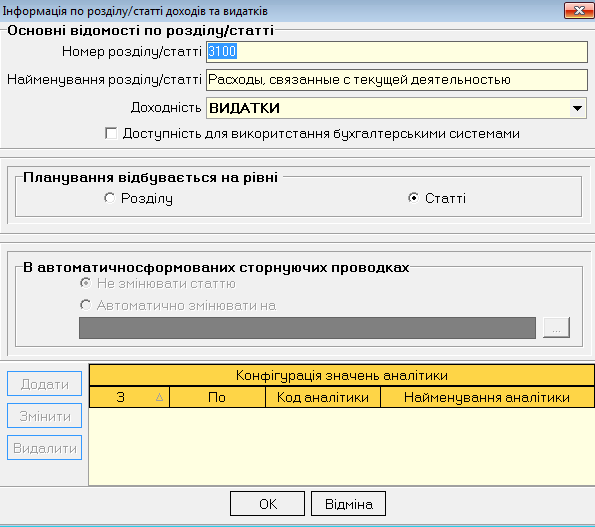 Інформація по розділу/статті доходів та видатків
Основні відомості по розділу/статті
Номер розділу/статті 3100
Найменування розділу/статті Расходы, связанные с текущей деятельностью
Доходність ВИДАТКИ
Доступність для викоритстання бухгалтерськими системами
Планування відбувається на рівні
Розділу Статті
В автоматичносформованих сторнуючих проводках
Не змінювати статтю
Автоматично змінювати на
...
Додати
Змінити
Видалити
Конфігурація значень аналітики
З По Код аналітики Найменування аналітики
ОК Відміна